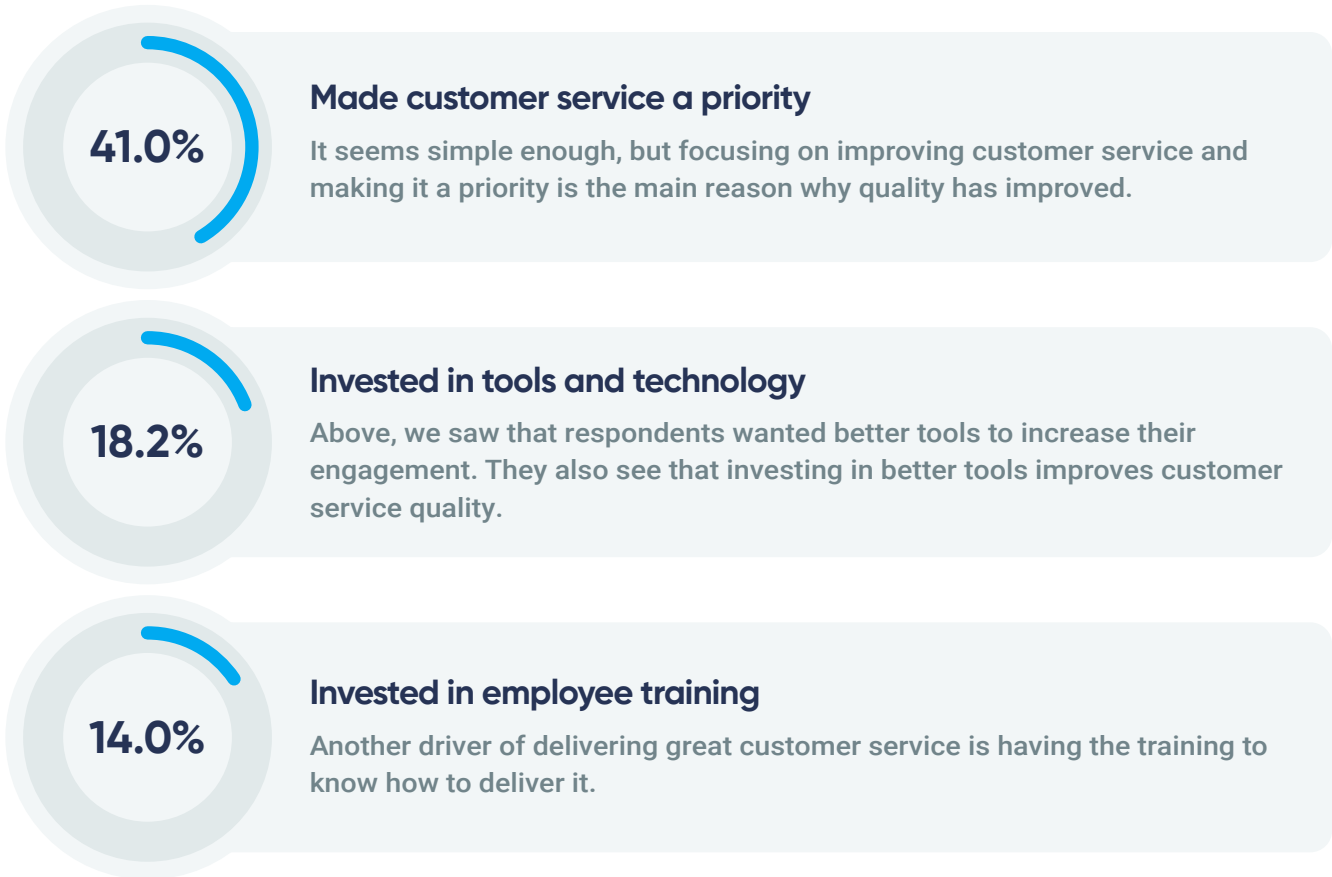 41.0%
Made customer service a priority
It seems simple enough, but focusing on improving customer service and
making it a priority is the main reason why quality has improved.
18.2%
Invested in tools and technology
Above, we saw that respondents wanted better tools to increase their
engagement. They also see that investing in better tools improves customer
service quality.
14.0%
Invested in employee training
Another driver of delivering great customer service is having the training to
know how to deliver it.